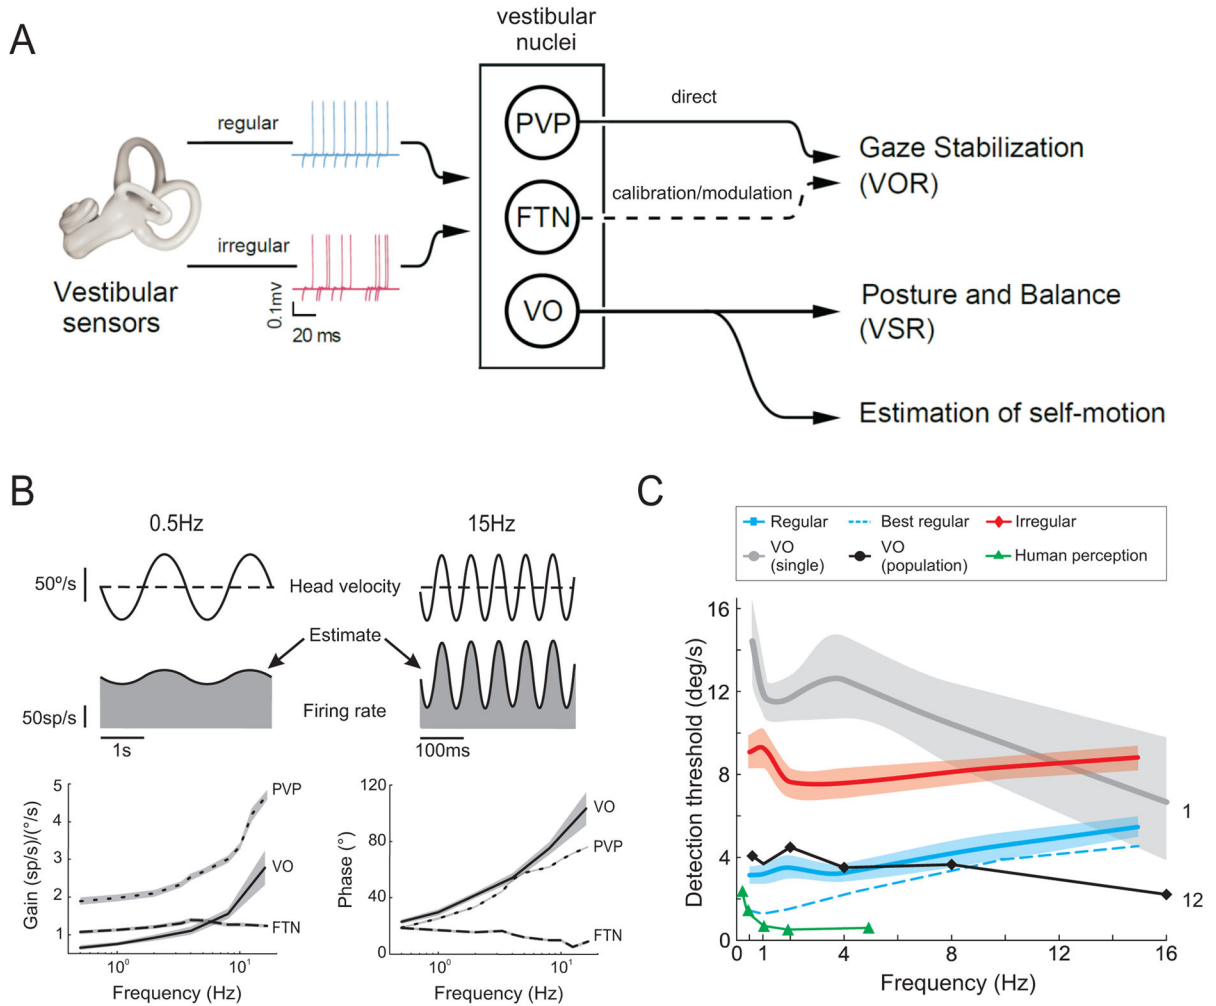 A
vestibular
nuclei
regular
irregular
Vestibular
sensors
0.1mv
20 ms
PVP
FTN
VO
direct
calibration/modulation
Gaze Stabilization
(VOR)
Posture and Balance
(VSR)
Estimation of self-motion
B
0.5Hz
15Hz
50º/s
Head velocity
Estimate
50sp/s
Firing rate
1s
100ms
Gain (sp/s)/(°/s)
5
4
3
2
1
PVP
VO
FTN
10⁰
10¹
Frequency (Hz)
Phase (°)
120
80
40
0
VO
PVP
FTN
10⁰
10¹
Frequency (Hz)
C
Regular
Best regular
Irregular
VO
(single)
VO
(population)
Human perception
Detection threshold (deg/s)
16
12
8
4
0
1
12
0
1
4
8
12
16
Frequency (Hz)